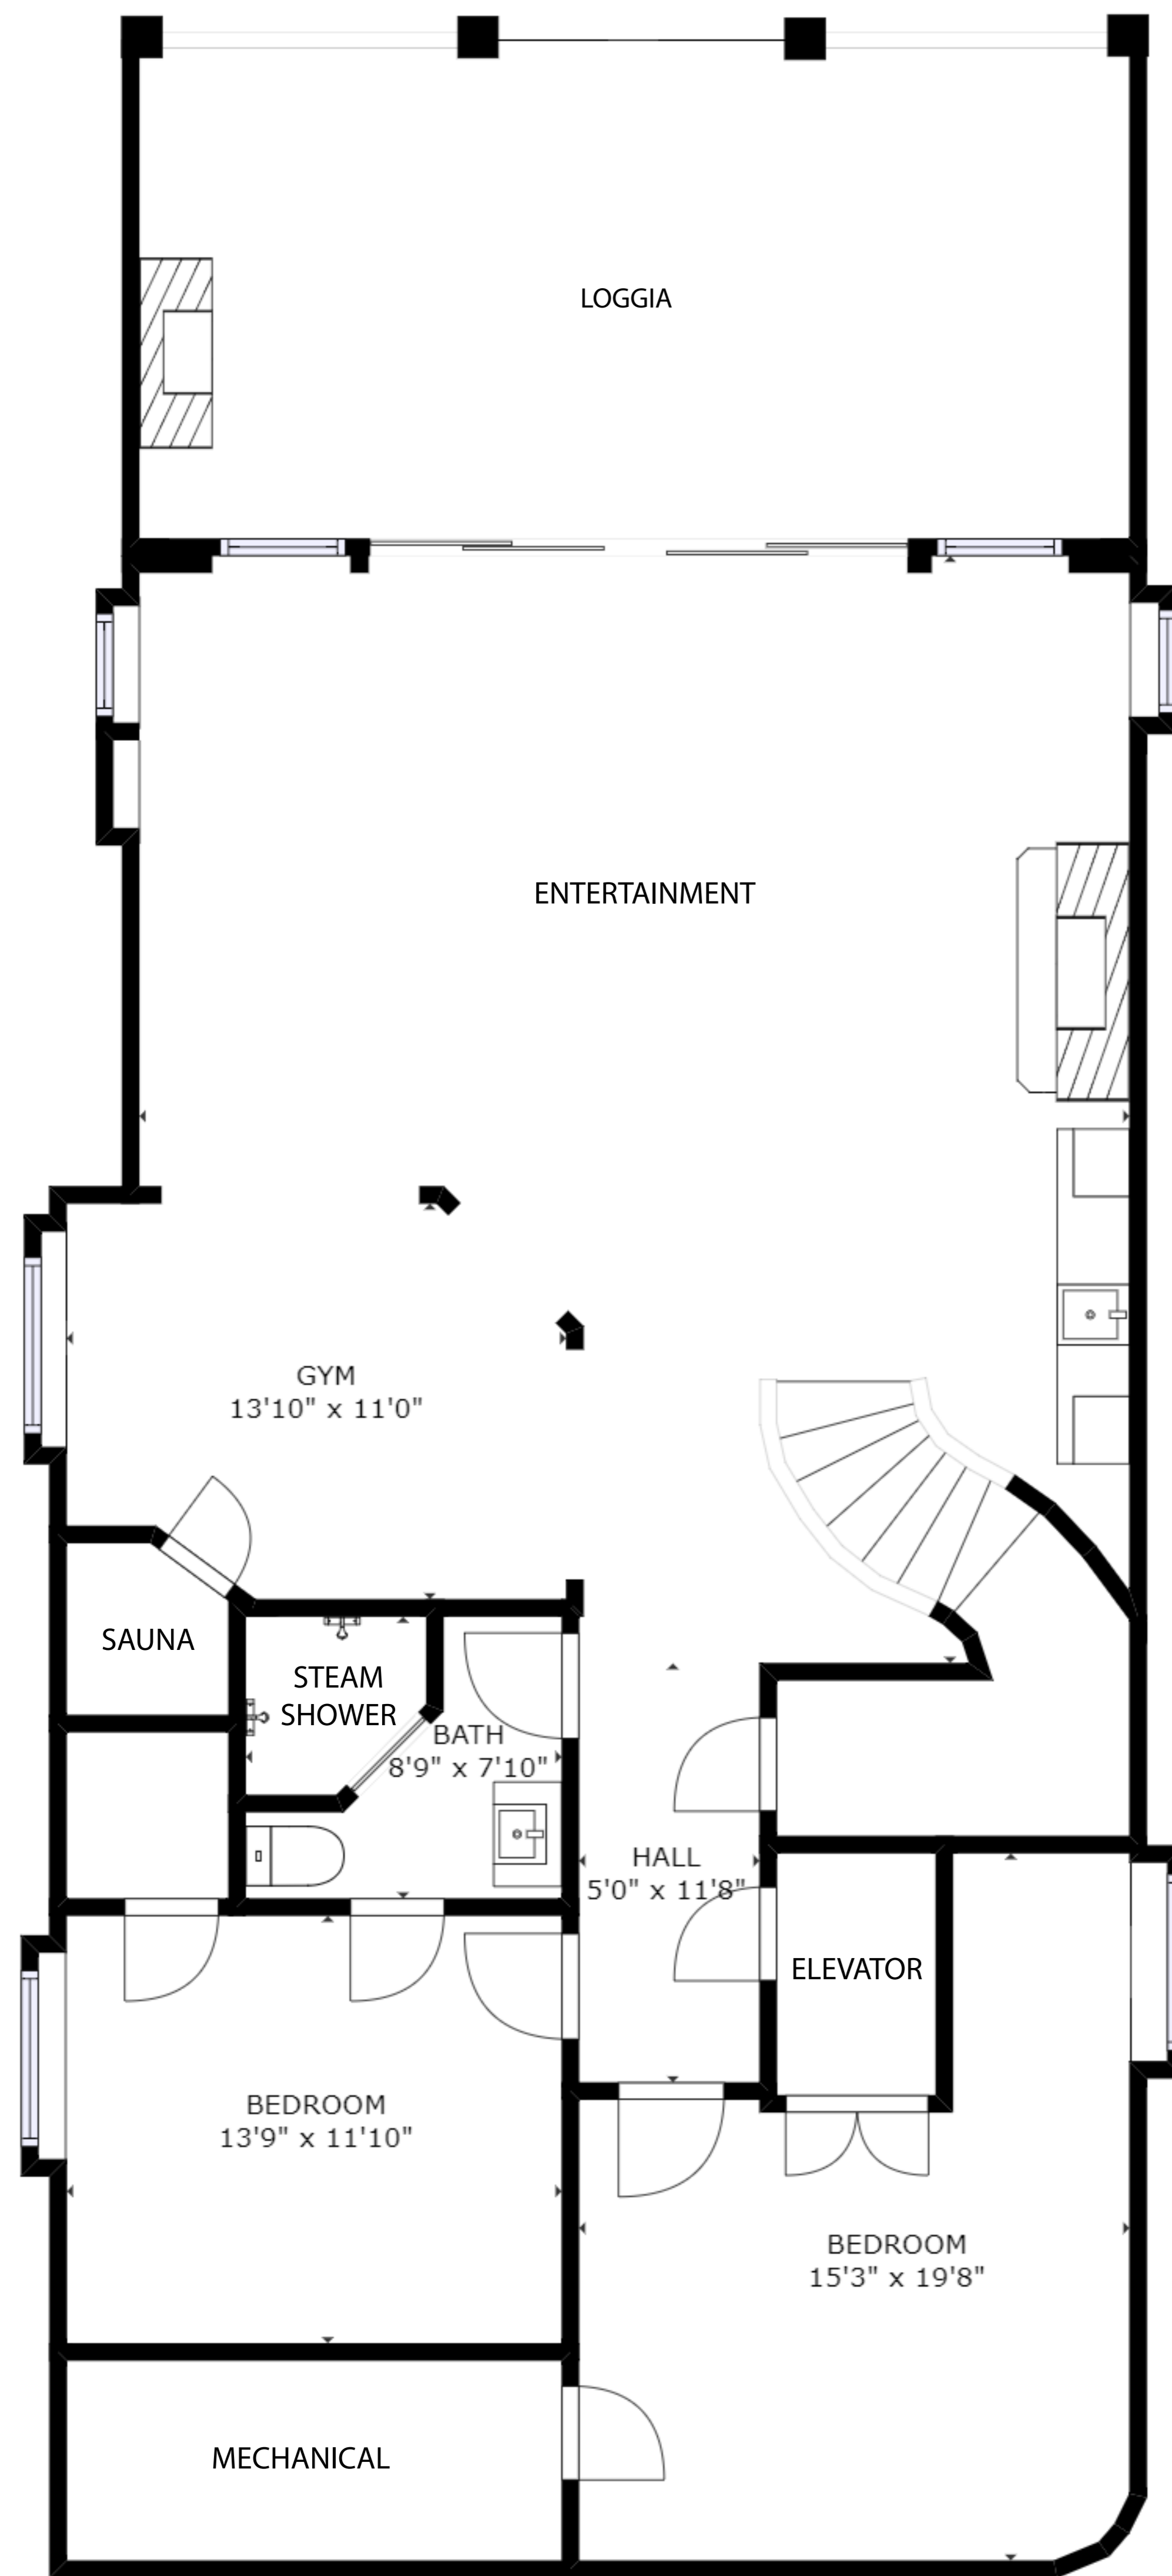 LOGGIA
ENTERTAINMENT
GYM
13'10" x 11'0"
SAUNA
STEAM
SHOWER
BATH
8'9" x 7'10"
HALL
5'0" x 11'8"
ELEVATOR
BEDROOM
13'9" x 11'10"
BEDROOM
15'3" x 19'8"
MECHANICAL